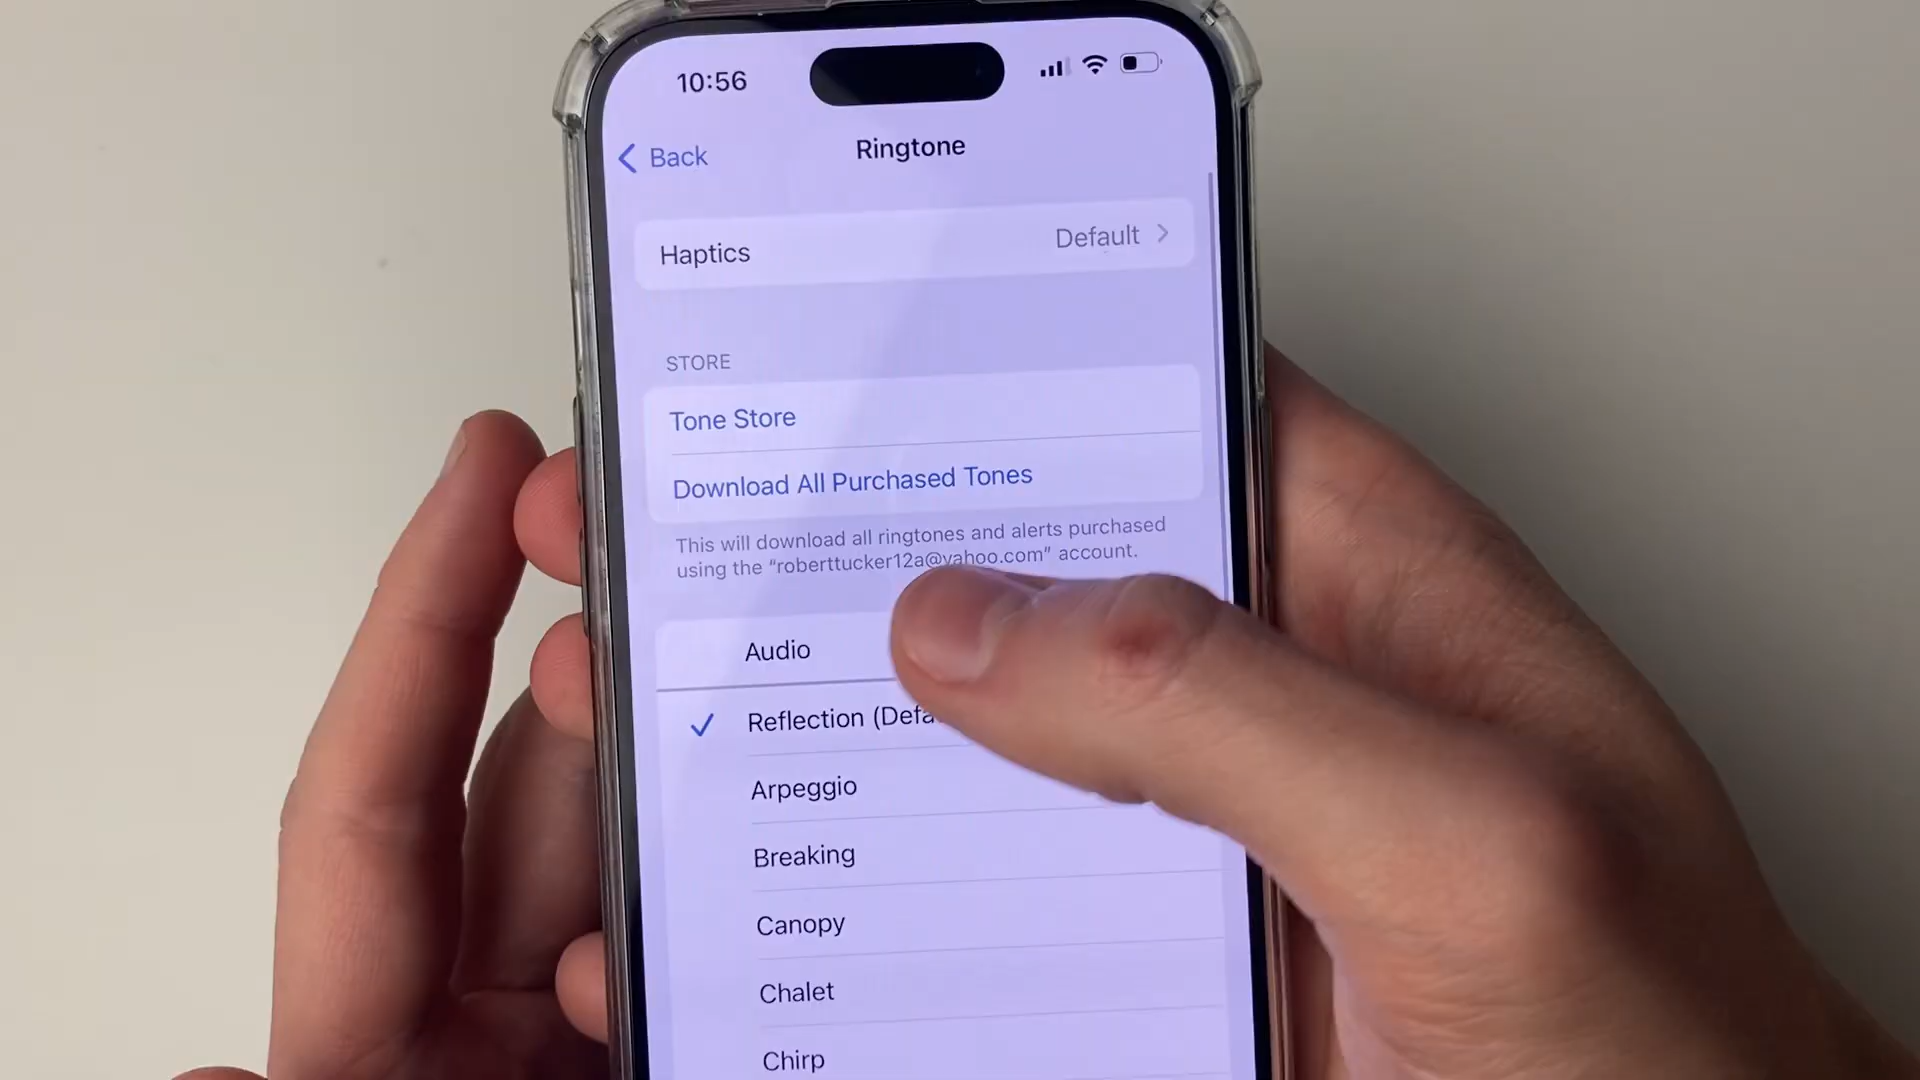 10:56
Back
Ringtone
Haptics
Default
STORE
Tone Store
Download All Purchased Tones
This will download all ringtones and alerts purchased
using the “roberttucker12a@yahoo.com” account.
Audio
Reflection (Defa
Arpeggio
Breaking
Canopy
Chalet
Chirp